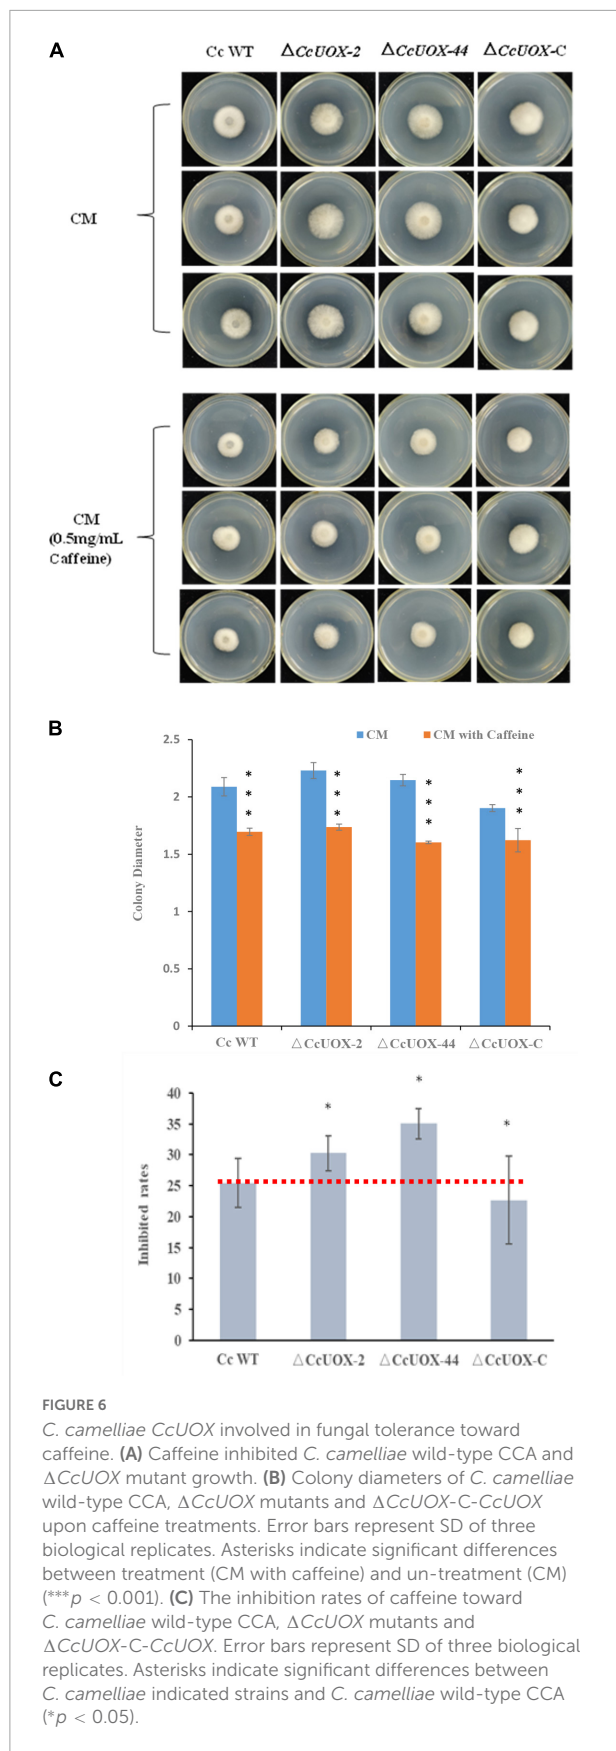 A
Cc WT
ΔCcUOX-2
ΔCcUOX-44
ΔCcUOX-C
CM
CM
(0.5mg/mL
Caffeine)
B
CM
CM with Caffeine
2.5
2
1.5
1
0.5
0
Colony Diameter
***
***
***
***
Cc WT
△CcUOX-2
△CcUOX-44
△CcUOX-C
C
40
35
30
25
20
15
10
5
0
Inhibited rates
*
*
*
Cc WT
△CcUOX-2
△CcUOX-44
△CcUOX-C
FIGURE 6
C. camelliae CcUOX involved in fungal tolerance toward
caffeine. (A) Caffeine inhibited C. camelliae wild-type CCA and
ΔCcUOX mutant growth. (B) Colony diameters of C. camelliae
wild-type CCA, ΔCcUOX mutants and ΔCcUOX-C-CcUOX
upon caffeine treatments. Error bars represent SD of three
biological replicates. Asterisks indicate significant differences
between treatment (CM with caffeine) and un-treatment (CM)
(***p < 0.001). (C) The inhibition rates of caffeine toward
C. camelliae wild-type CCA, ΔCcUOX mutants and
ΔCcUOX-C-CcUOX. Error bars represent SD of three biological
replicates. Asterisks indicate significant differences between
C. camelliae indicated strains and C. camelliae wild-type CCA
(*p < 0.05).